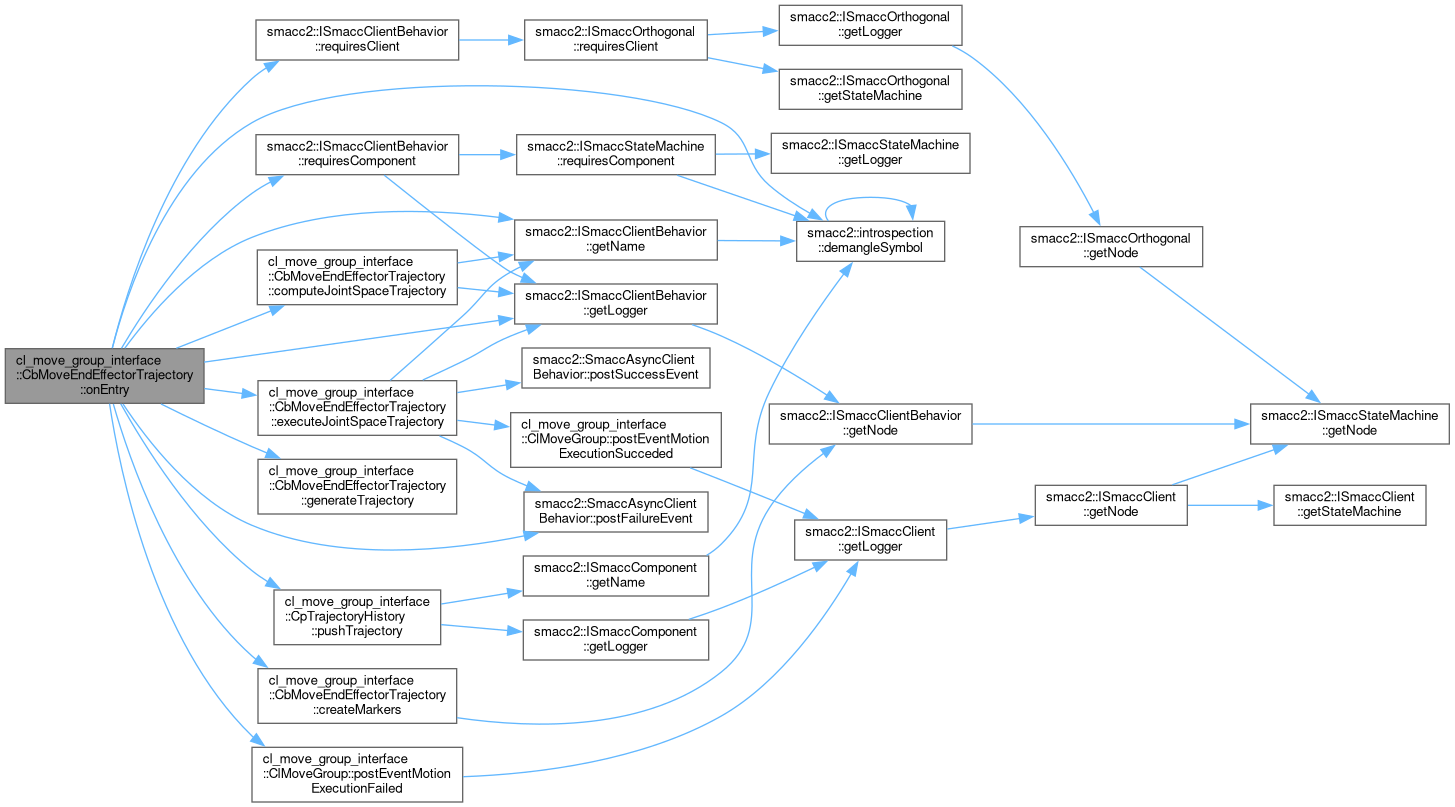 smacc2::ISmaccClientBehavior
::requiresClient
smacc2::ISmaccOrthogonal
::requiresClient
smacc2::ISmaccOrthogonal
::getLogger
smacc2::ISmaccOrthogonal
::getStateMachine
smacc2::ISmaccClientBehavior
::requiresComponent
smacc2::ISmaccStateMachine
::requiresComponent
smacc2::ISmaccStateMachine
::getLogger
smacc2::ISmaccClientBehavior
::getName
smacc2::introspection
::demangleSymbol
smacc2::ISmaccOrthogonal
::getNode
cl_move_group_interface
::CbMoveEndEffectorTrajectory
::computeJointSpaceTrajectory
smacc2::ISmaccClientBehavior
::getLogger
cl_move_group_interface
::CbMoveEndEffectorTrajectory
::onEntry
smacc2::SmaccAsyncClient
Behavior::postSuccessEvent
cl_move_group_interface
::CbMoveEndEffectorTrajectory
::executeJointSpaceTrajectory
cl_move_group_interface
::ClMoveGroup::postEventMotion
ExecutionSucceded
smacc2::ISmaccClientBehavior
::getNode
smacc2::ISmaccStateMachine
::getNode
cl_move_group_interface
::CbMoveEndEffectorTrajectory
::generateTrajectory
smacc2::SmaccAsyncClient
Behavior::postFailureEvent
smacc2::ISmaccClient
::getLogger
smacc2::ISmaccClient
::getNode
smacc2::ISmaccClient
::getStateMachine
cl_move_group_interface
::CpTrajectoryHistory
::pushTrajectory
smacc2::ISmaccComponent
::getName
smacc2::ISmaccComponent
::getLogger
cl_move_group_interface
::CbMoveEndEffectorTrajectory
::createMarkers
cl_move_group_interface
::ClMoveGroup::postEventMotion
ExecutionFailed